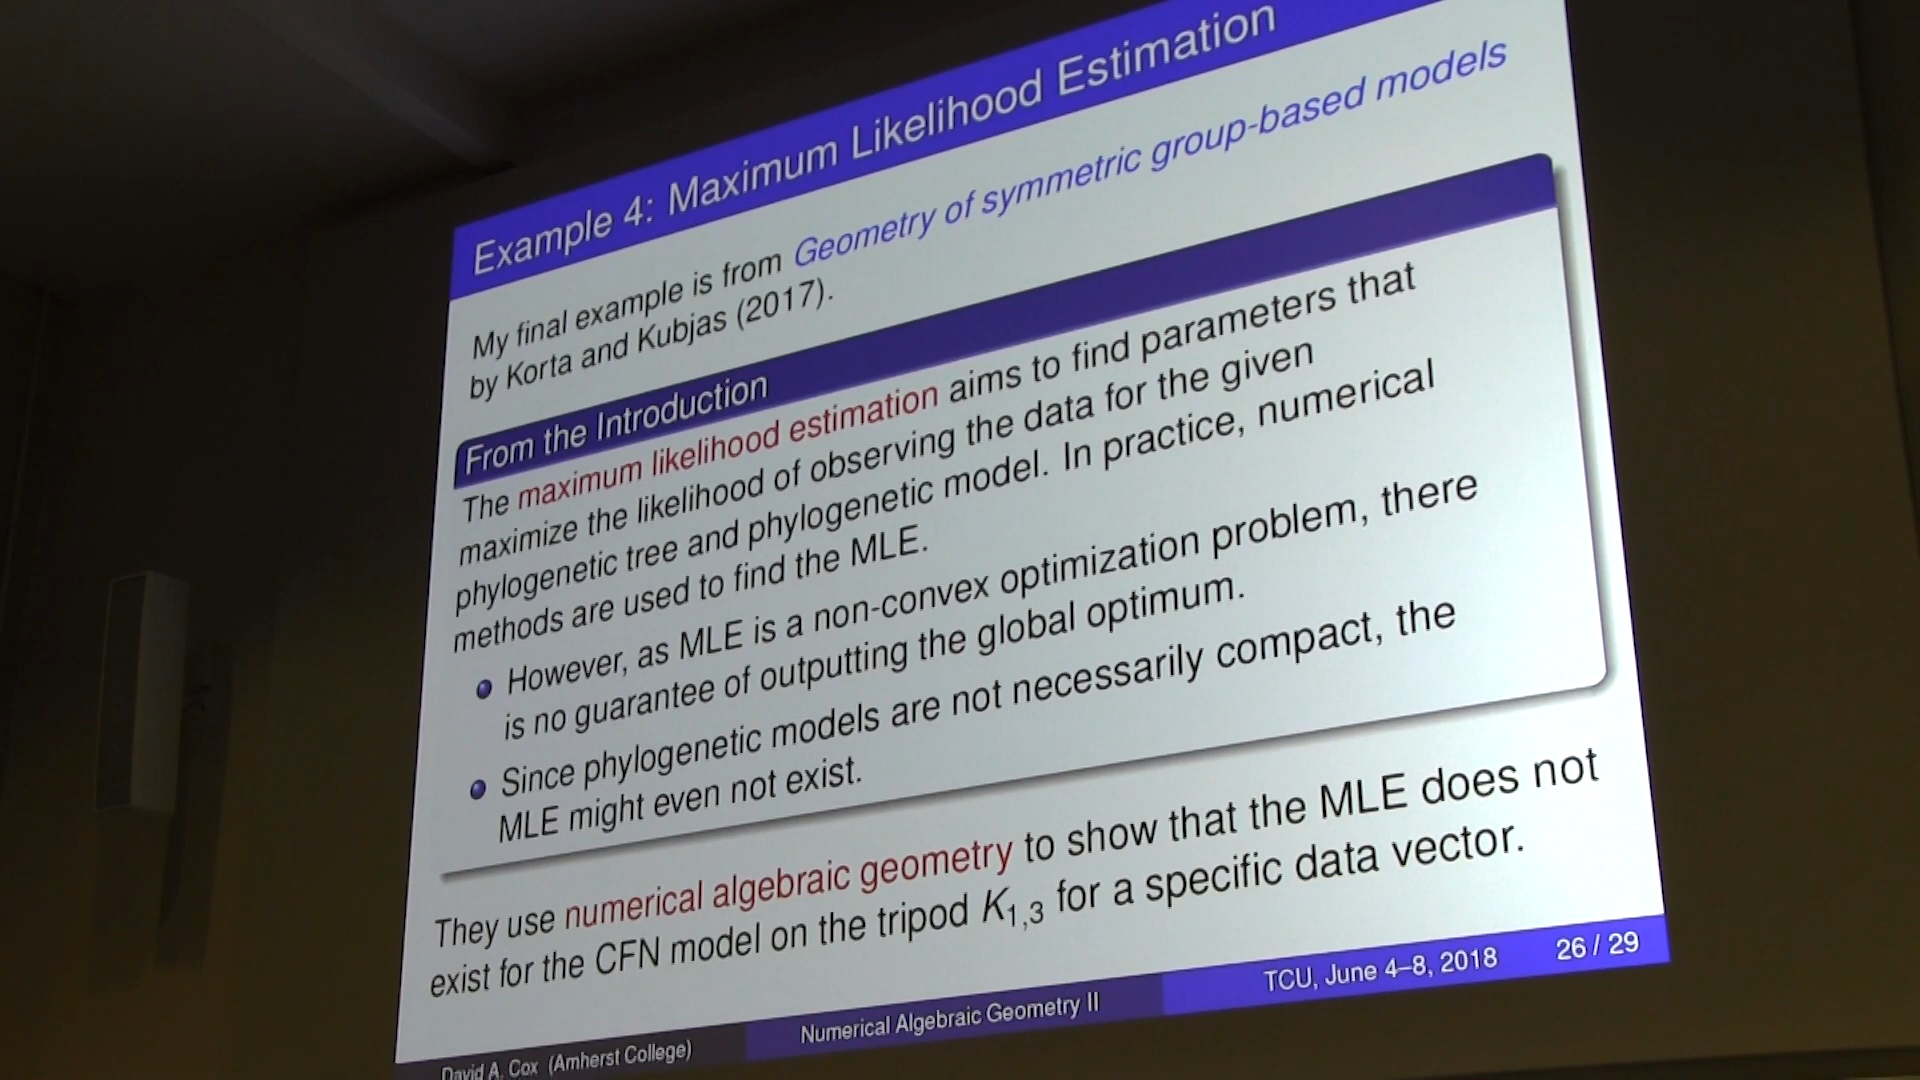 Example 4: Maximum Likelihood Estimation
My final example is from Geometry of symmetric group-based models
by Korta and Kubjas (2017).
From the Introduction
The maximum likelihood estimation aims to find parameters that
maximize the likelihood of observing the data for the given
phylogenetic tree and phylogenetic model. In practice, numerical
methods are used to find the MLE.
However, as MLE is a non-convex optimization problem, there
is no guarantee of outputting the global optimum.
Since phylogenetic models are not necessarily compact, the
MLE might even not exist.
They use numerical algebraic geometry to show that the MLE does not
exist for the CFN model on the tripod K1,3 for a specific data vector.
David A. Cox (Amherst College)
Numerical Algebraic Geometry II
TCU, June 4–8, 2018
26 / 29